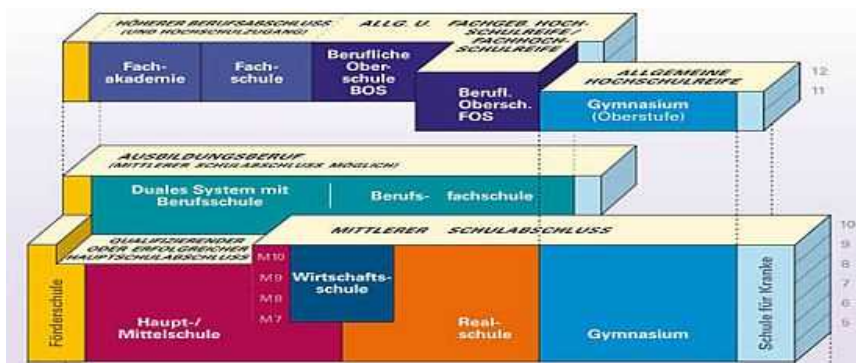 HÖHERER BERUFSABSCHLUSS
(UND HOCHSCHULZUGANG)
ALLG. U. FACHGEB. HOCH-
SCHULREIFE/
FACHHOCH-
SCHULREIFE
Fach-
akademie
Fach-
schule
Berufliche
Ober-
schule
BOS
Berufl.
Obersch.
FOS
ALLGEMEINE
HOCHSCHULREIFE
Gymnasium
(Oberstufe)
12
11
AUSBILDUNGSBERUF
(MITTLERER SCHULABSCHLUSS MÖGLICH)
Duales System mit
Berufsschule
Berufs- fachschule
QUALIFIZIERENDER
ODER ERFOLGREICHER
HAUPTSCHULABSCHLUSS
MITTLERER SCHULABSCHLUSS
Förderschule
Haupt-/
Mittelschule
M10
M9
M8
M7
Wirtschafts-
schule
Real-
schule
Gymnasium
Schule für Kranke
10
9
8
7
6
5